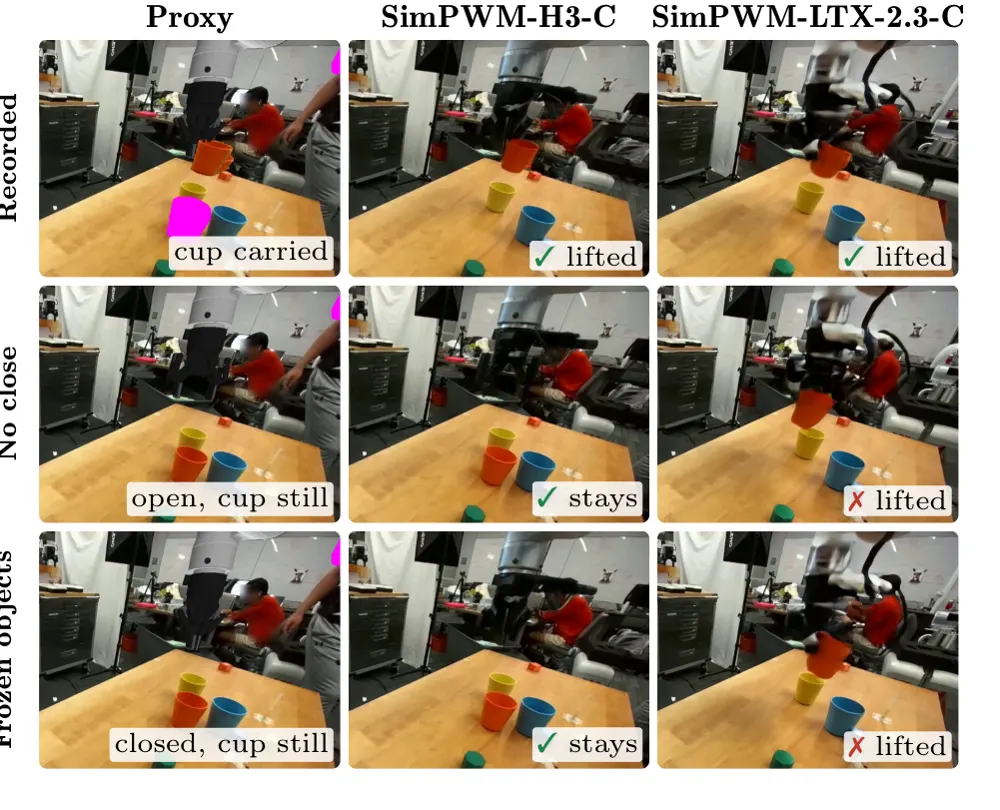 Proxy SimPWM-H3-C SimPWM-LTX-2.3-C
Recorded
cup carried ✓ lifted ✓ lifted
No close
open, cup still ✓ stays ✗ lifted
Frozen objects
closed, cup still ✓ stays ✗ lifted